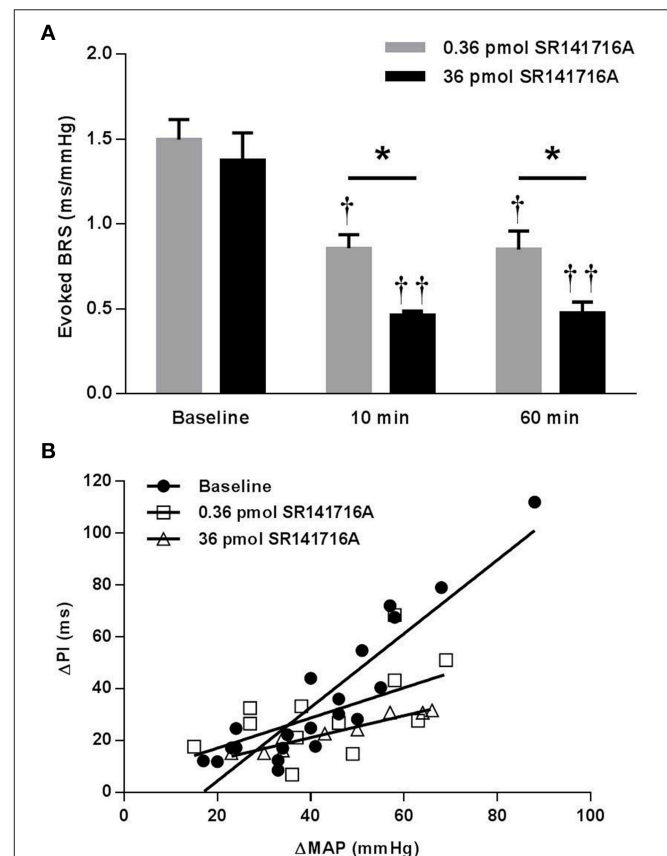 A
0.36 pmol SR141716A
36 pmol SR141716A
Evoked BRS (ms/mmHg)
2.0
1.5
1.0
0.5
0.0
*
*
†
††
†
††
Baseline
10 min
60 min
B
Baseline
0.36 pmol SR141716A
36 pmol SR141716A
ΔPI (ms)
120
100
80
60
40
20
0
0
20
40
60
80
100
ΔMAP (mmHg)